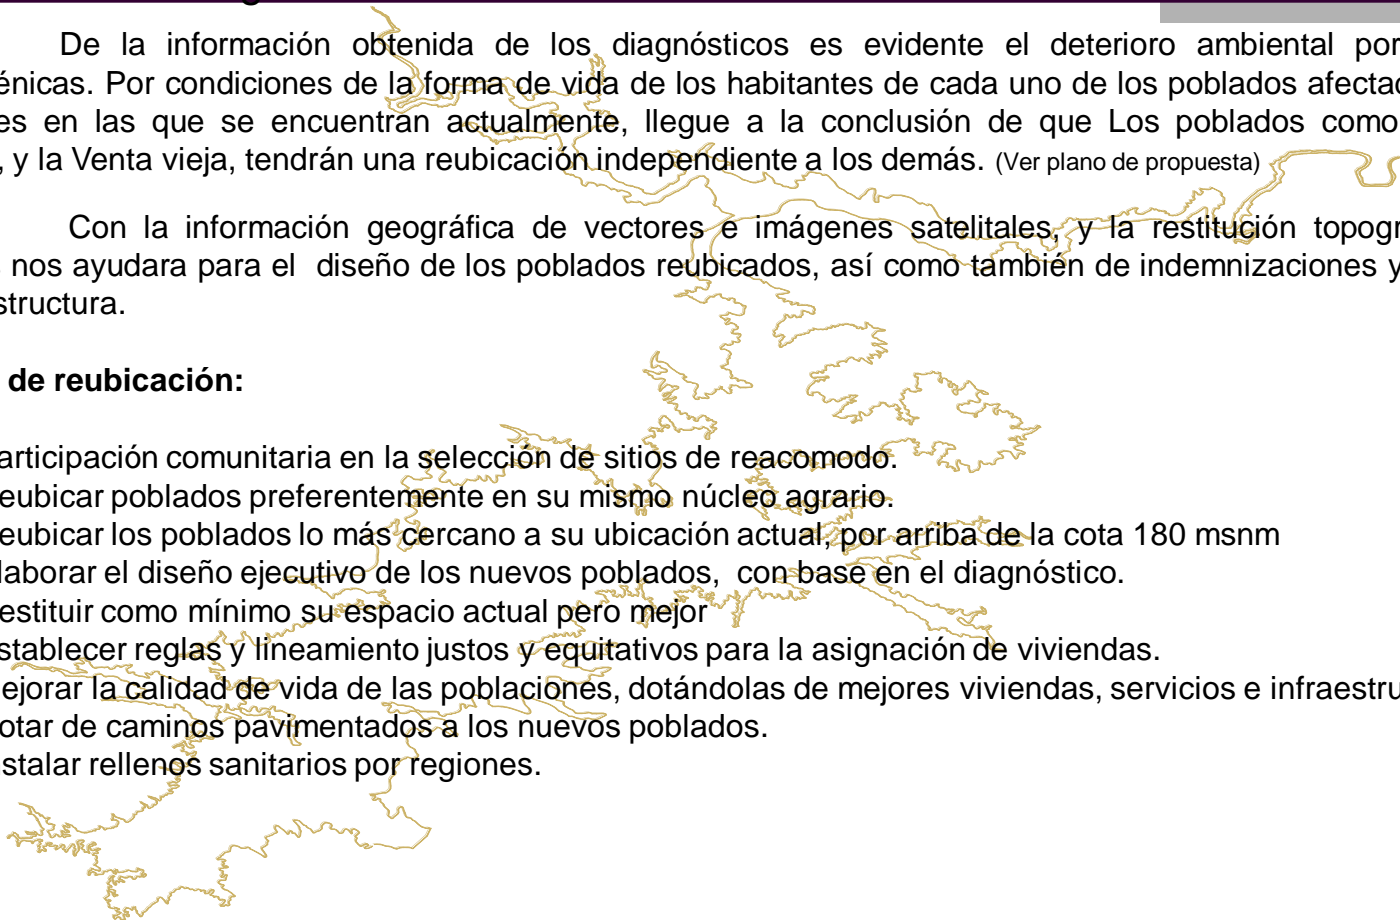 De la información obtenida de los diagnósticos es evidente el deterioro ambiental por
énicas. Por condiciones de la forma de vida de los habitantes de cada uno de los poblados afectad
es en las que se encuentran actualmente, llegue a la conclusión de que Los poblados como
, y la Venta vieja, tendrán una reubicación independiente a los demás. (Ver plano de propuesta)
Con la información geográfica de vectores e imágenes satelitales, y la restitución topogr
s nos ayudara para el diseño de los poblados reubicados, así como también de indemnizaciones y
structura.
de reubicación:
articipación comunitaria en la selección de sitios de reacomodo.
eubicar poblados preferentemente en su mismo núcleo agrario.
eubicar los poblados lo más cercano a su ubicación actual, por arriba de la cota 180 msnm
laborar el diseño ejecutivo de los nuevos poblados, con base en el diagnóstico.
estituir como mínimo su espacio actual pero mejor
stablecer reglas y lineamiento justos y equitativos para la asignación de viviendas.
ejorar la calidad de vida de las poblaciones, dotándolas de mejores viviendas, servicios e infraestru
otar de caminos pavimentados a los nuevos poblados.
stalar rellenos sanitarios por regiones.